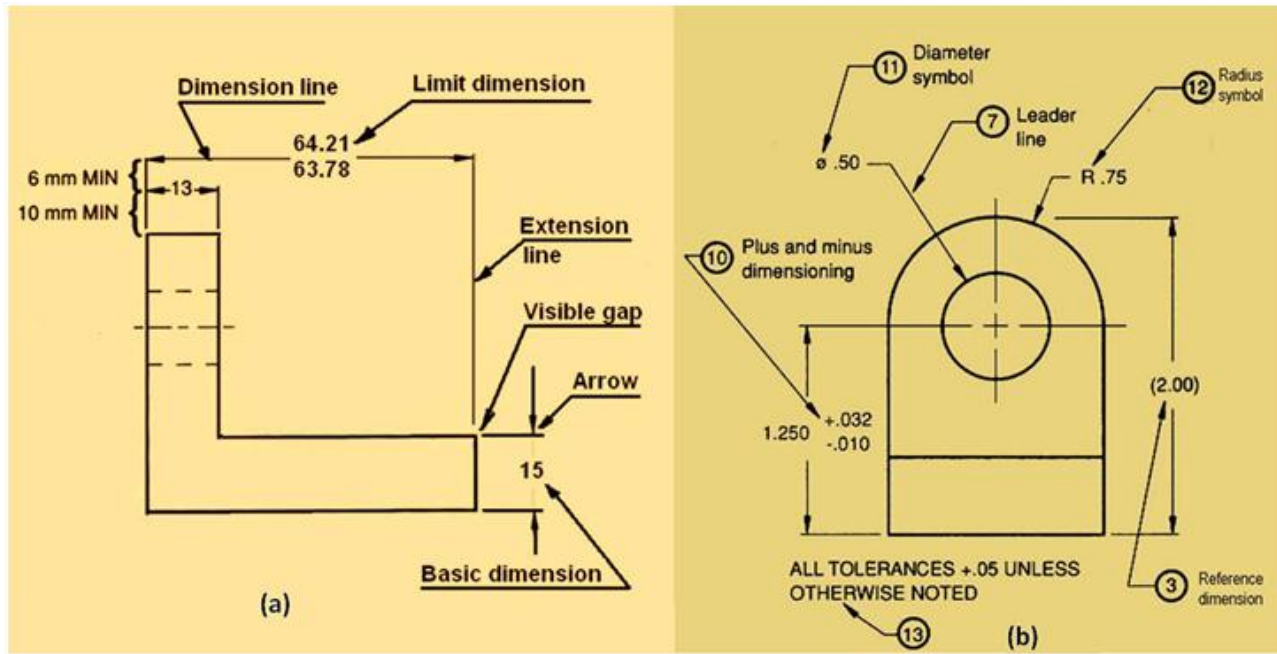 Dimension line
Limit dimension
64.21
63.78
6 mm MIN
13
10 mm MIN
Extension
line
Visible gap
Arrow
15
Basic dimension
(a)
11 Diameter
symbol
12 Radius
symbol
7 Leader
line
ø .50
R .75
10 Plus and minus
dimensioning
(2.00)
1.250 +.032
-.010
ALL TOLERANCES +.05 UNLESS
OTHERWISE NOTED
3 Reference
dimension
13
(b)